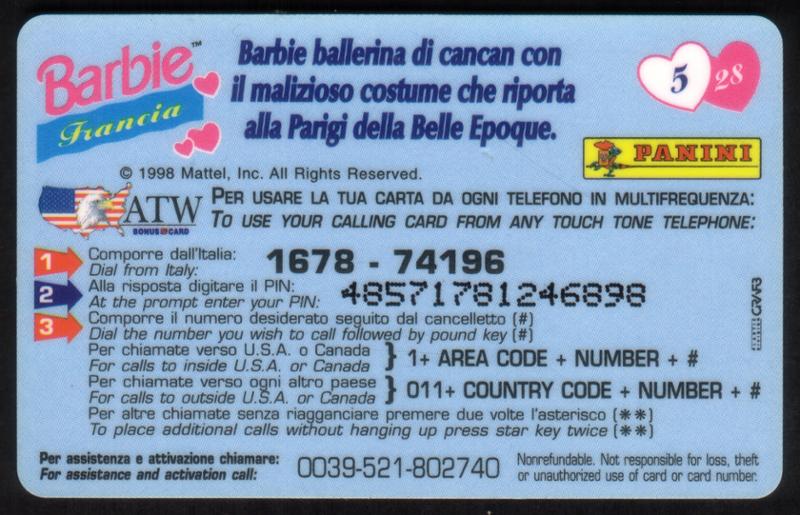 Barbie™
Francia
Barbie ballerina di cancan con
il malizioso costume che riporta
alla Parigi della Belle Epoque.
5 28
PANINI
© 1998 Mattel, Inc. All Rights Reserved.
ATW
BONUS CARD
PER USARE LA TUA CARTA DA OGNI TELEFONO IN MULTIFREQUENZA:
TO USE YOUR CALLING CARD FROM ANY TOUCH TONE TELEPHONE:
1 Comporre dall'Italia:
Dial from Italy: 1678 - 74196
2 Alla risposta digitare il PIN:
At the prompt enter your PIN: 48571781246898
3 Comporre il numero desiderato seguito dal cancelletto (#)
Dial the number you wish to call followed by pound key (#)
Per chiamate verso U.S.A. o Canada
For calls to inside U.S.A. or Canada } 1+ AREA CODE + NUMBER + #
Per chiamate verso ogni altro paese
For calls to outside U.S.A. or Canada } 011+ COUNTRY CODE + NUMBER + #
Per altre chiamate senza riagganciare premere due volte l'asterisco (**)
To place additional calls without hanging up press star key twice (**)
Per assistenza e attivazione chiamare:
For assistance and activation call: 0039-521-802740
Nonrefundable. Not responsible for loss, theft
or unauthorized use of card or card number.